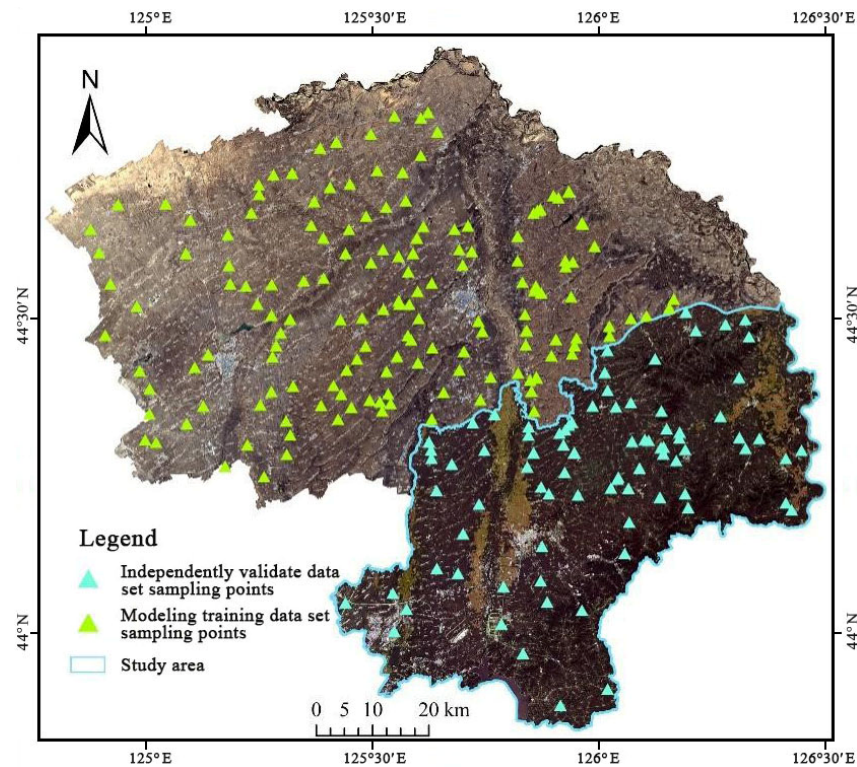 125°E 125°30′E 126°E 126°30′E
N
44°30′N
44°30′N
Legend
Independently validate data
set sampling points
Modeling training data set
sampling points
Study area
44°N
44°N
0 5 10 20 km
125°E 125°30′E 126°E 126°30′E